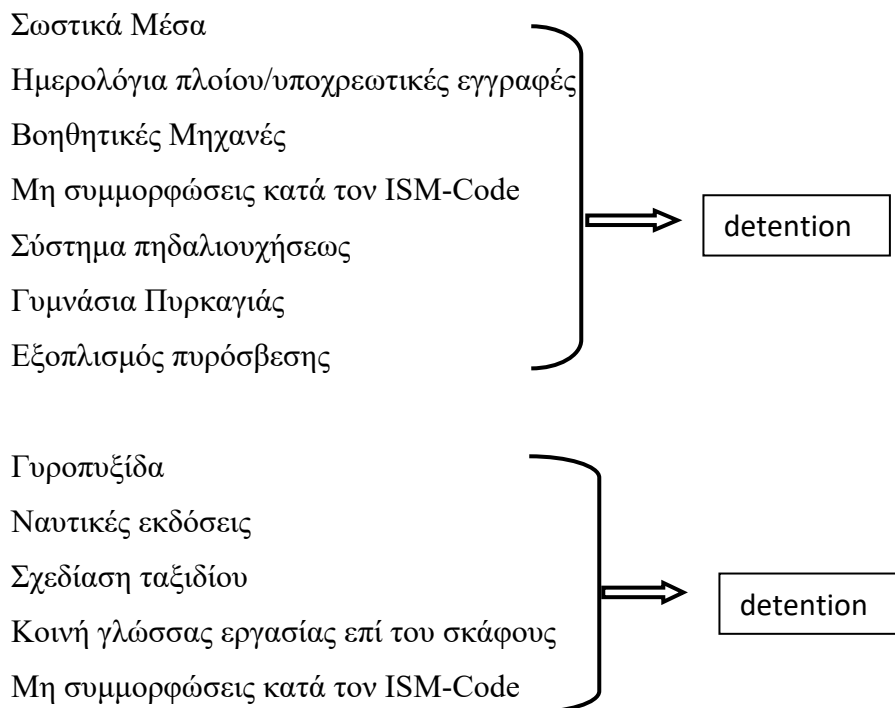 Σωστικά Μέσα
Ημερολόγια πλοίου/υποχρεωτικές εγγραφές
Βοηθητικές Μηχανές
Μη συμμορφώσεις κατά τον ISM-Code
Σύστημα πηδαλιουχήσεως
Γυμνάσια Πυρκαγιάς
Εξοπλισμός πυρόσβεσης
detention
Γυροπυξίδα
Ναυτικές εκδόσεις
Σχεδίαση ταξιδίου
Κοινή γλώσσας εργασίας επί του σκάφους
Μη συμμορφώσεις κατά τον ISM-Code
detention